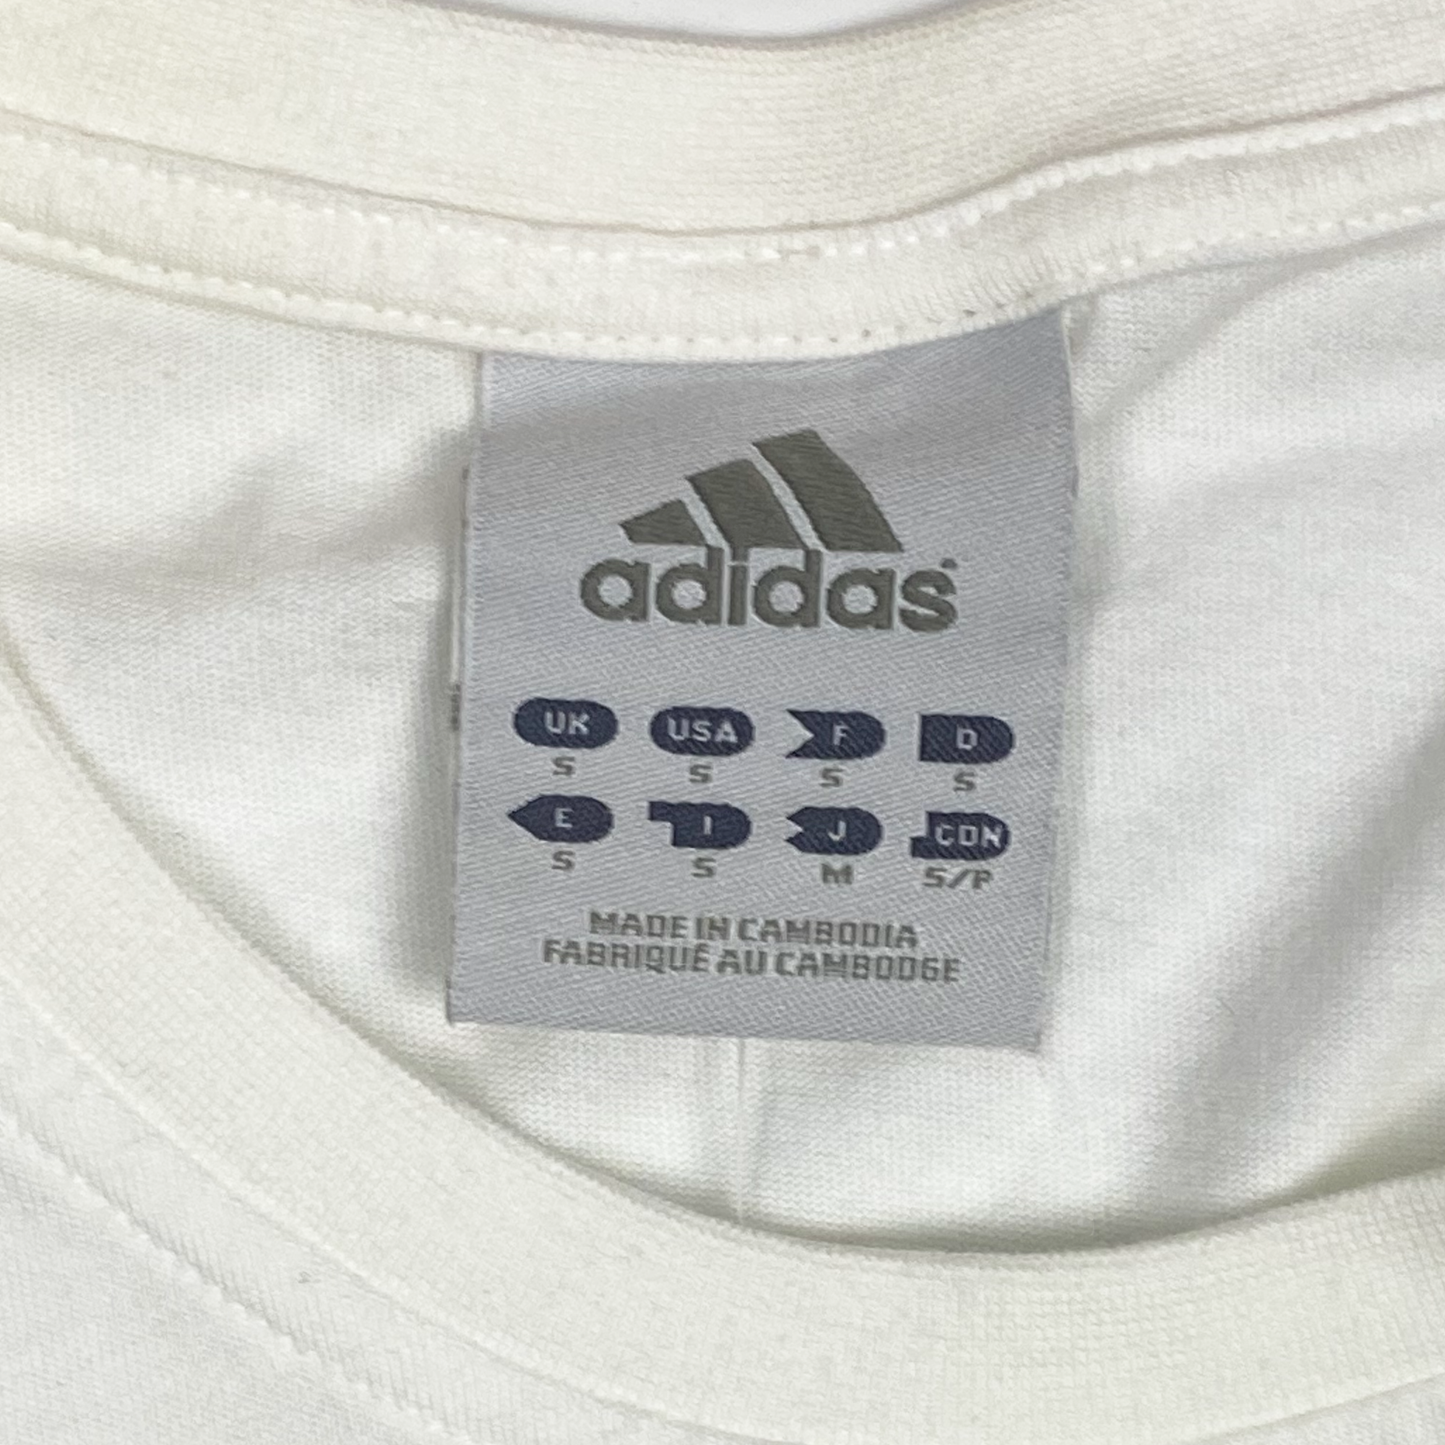 adidas
UK USA F D
S S S S
E I J CDN
S S M S/P
MADE IN CAMBODIA
FABRIQUÉ AU CAMBODGE